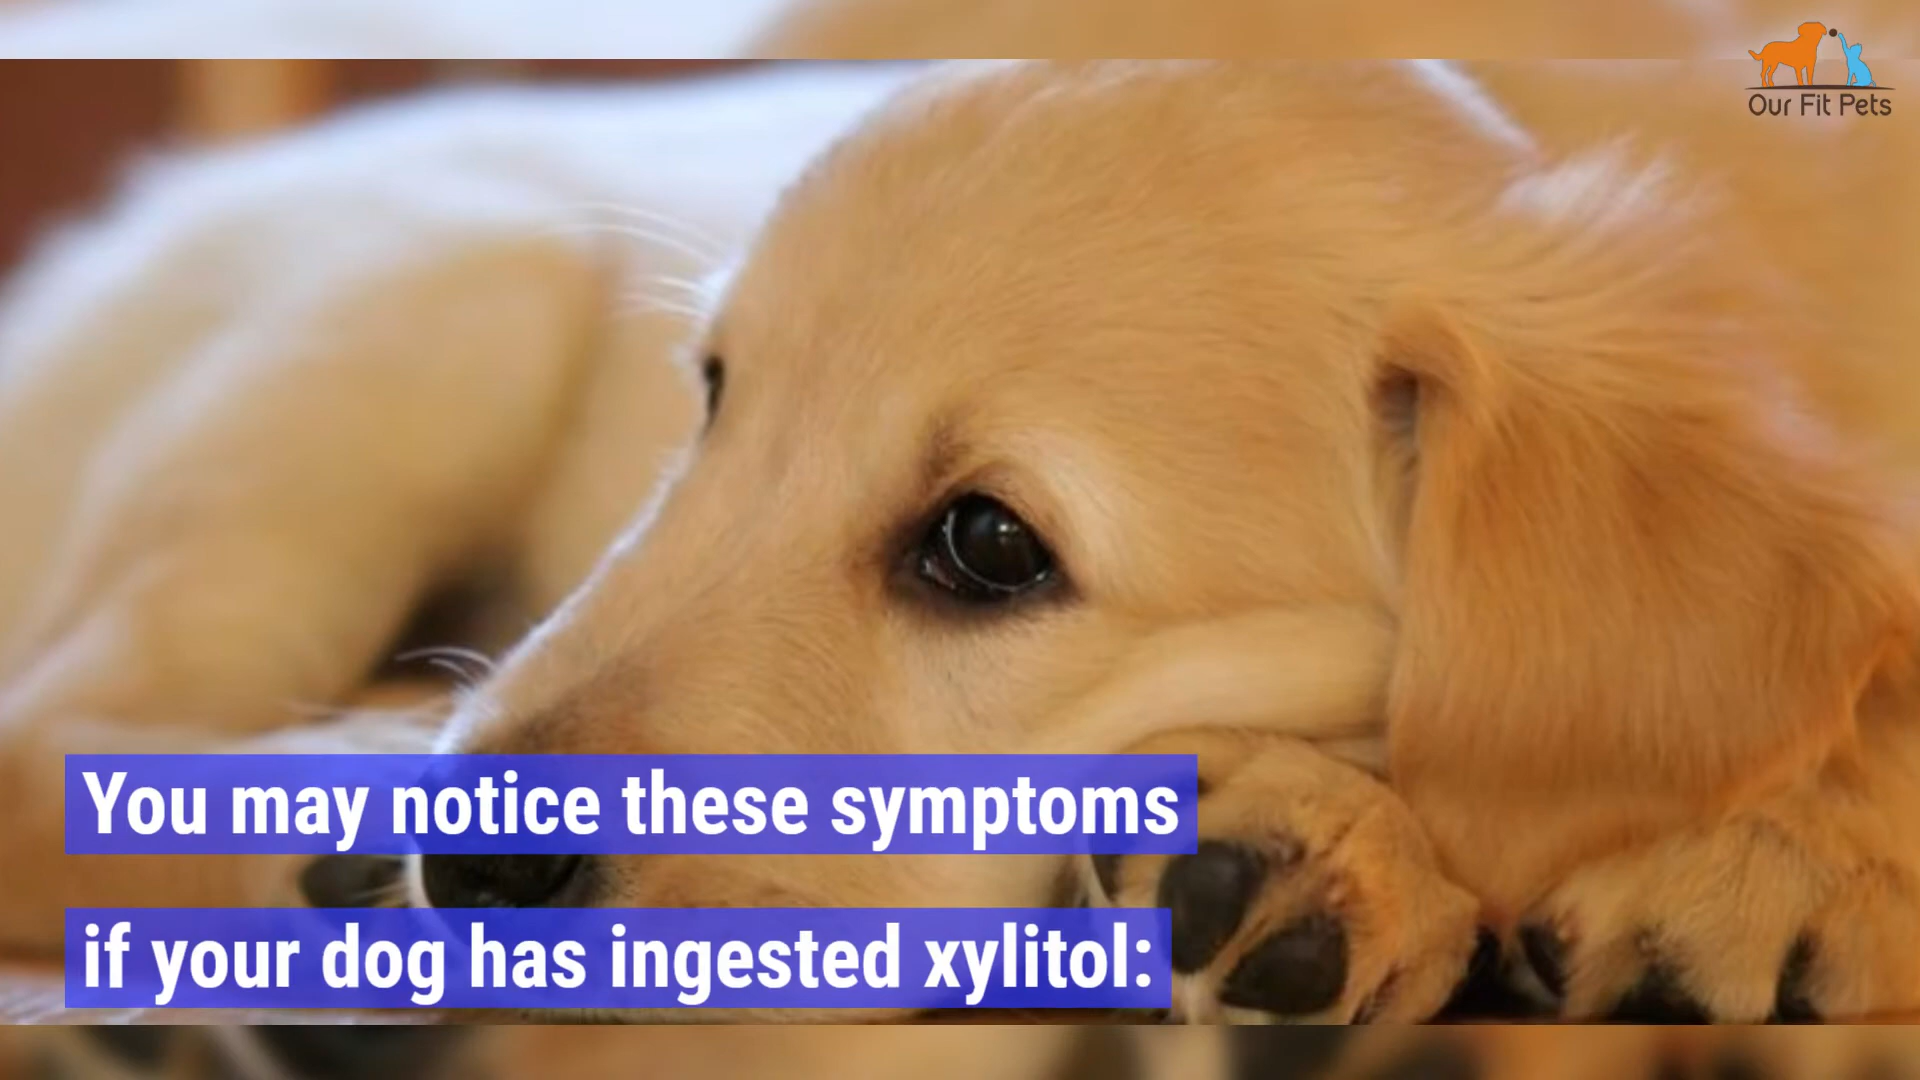 Our Fit Pets
You may notice these symptoms
if your dog has ingested xylitol: